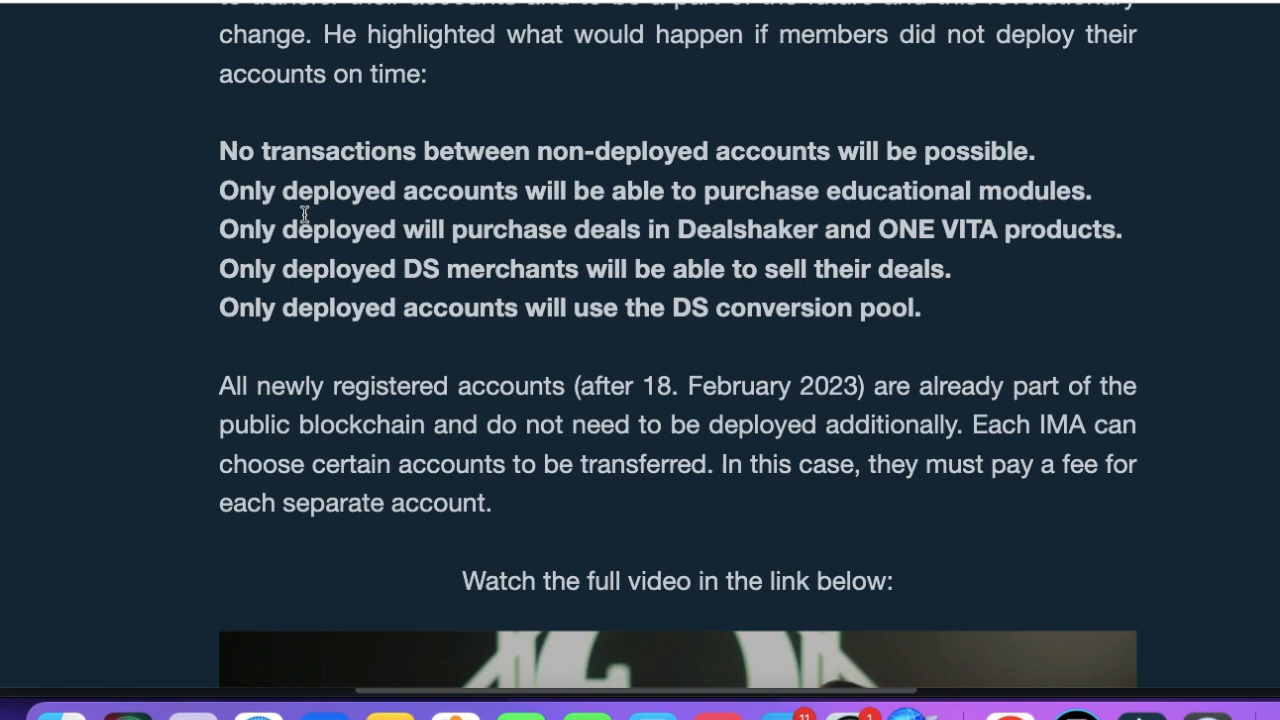 change. He highlighted what would happen if members did not deploy their
accounts on time:
No transactions between non-deployed accounts will be possible.
Only deployed accounts will be able to purchase educational modules.
Only deployed will purchase deals in Dealshaker and ONE VITA products.
Only deployed DS merchants will be able to sell their deals.
Only deployed accounts will use the DS conversion pool.
All newly registered accounts (after 18. February 2023) are already part of the
public blockchain and do not need to be deployed additionally. Each IMA can
choose certain accounts to be transferred. In this case, they must pay a fee for
each separate account.
Watch the full video in the link below:
11
1